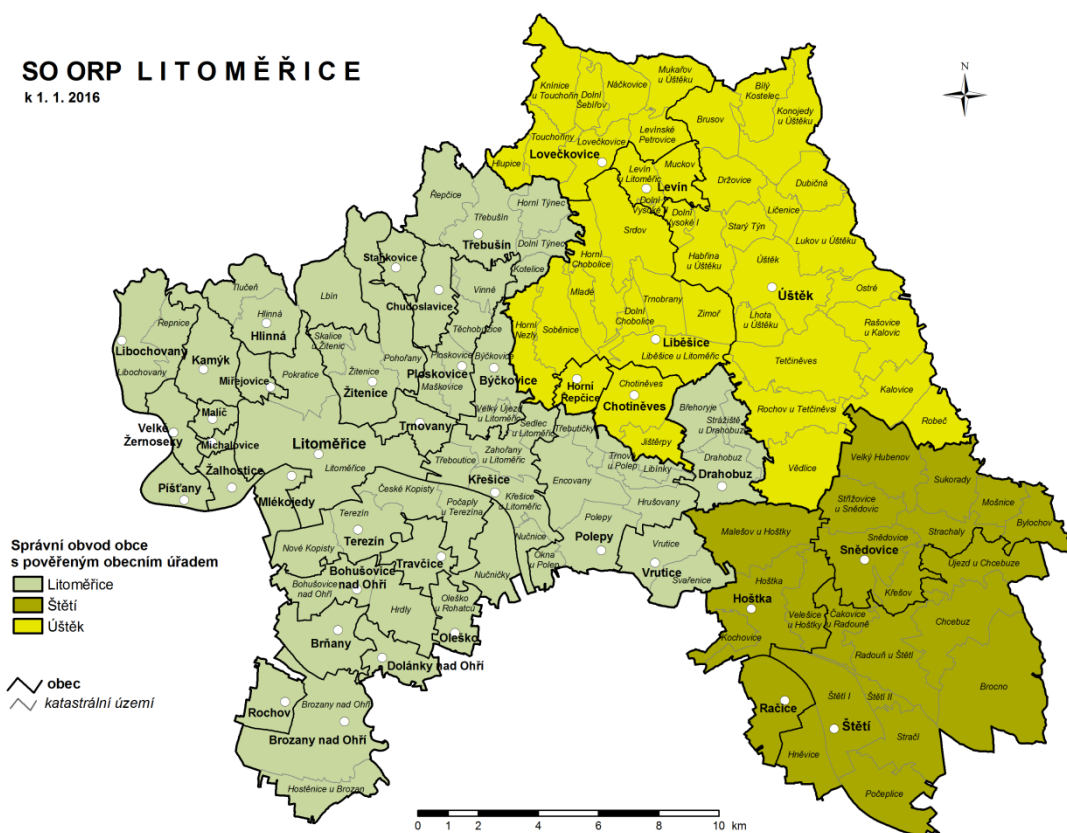 SO ORP LITOMĚŘICE
k 1. 1. 2016
N
Knínice
u Touchořin
Dolní
Šebířov
Náčkovice
Mukařov
u Úštěku
Bílý
Kostelec
Konojedy
u Úštěku
Brusov
Touchořiny
Lovečkovice
Levínské
Petrovice
Hlupice
Lovečkovice
Levín
u Litoměřic
Muckov
Levín
Držovice
Dubičná
Řepčice
Horní Týnec
Třebušín
Třebušín
Dolní Týnec
Dolní
Vysoké II
Dolní
Vysoké I
Srdov
Ličenice
Starý Týn
Lukov u Úštěku
Habřina
u Úštěku
Úštěk
Úštěk
Ostré
Staňkovice
Kotelice
Horní
Chobolice
Tlučeň
Lbín
Vinné
Mladé
Trnobrany
Chudoslavice
Hlinná
Hlinná
Řepnice
Dolní
Chobolice
Zimoř
Lhota
u Úštěku
Rašovice
u Kalovic
Těchobuzice
Horní
Nezly
Soběnice
Liběšice
Liběšice u Litoměřic
Libochovany
Libochovany
Kamýk
Skalice
u Žitenic
Pohořany
Ploskovice
Býčkovice
Tetčiněves
Miřejovice
Pokratice
Žitenice
Žitenice
Ploskovice
Maškovice
Býčkovice
Horní
Řepčice
Chotiněves
Chotiněves
Kalovice
Malíč
Velké
Žernoseky
Michalovice
Trnovany
Velký Újezd
u Litoměřic
Sedlec
u Litoměřic
Třebutičky
Břehoryje
Strážiště
u Drahobuz
Rochov u Tetčiněvsi
Robeč
Jištěrpy
Litoměřice
Litoměřice
Žalhostice
Píšťany
Třeboutice
Zahořany
u Litoměřic
Trnová
u Polep
Libínky
Drahobuz
Drahobuz
Vědlice
Velký Hubenov
Mlékojedy
České Kopisty
Křešice
Encovany
Hrušovany
Sukorady
Mošnice
Terezín
Terezín
Počaply
u Terezína
Křešice
u Litoměřic
Střížovice
u Snědovic
Bylochov
Nové Kopisty
Nučnice
Polepy
Polepy
Vrutice
Vrutice
Malešov u Hoštky
Snědovice
Snědovice
Strachaly
Újezd u Chcebuze
Travčice
Okna
u Polep
Bohušovice
nad Ohří
Bohušovice
nad Ohří
Nučničky
Svařenice
Hoštka
Hoštka
Křešov
Hrdly
Oleško
u Rohatců
Oleško
Velešice
u Hoštky
Čakovice
u Radouně
Chcebuz
Brňany
Kochovice
Radouň u Štětí
Dolánky nad Ohří
Brocno
Rochov
Brozany nad Ohří
Brozany nad Ohří
Račice
Štětí I
Štětí II
Štětí
Stračí
Hněvice
Hostěnice u Brozan
Počeplice
Správní obvod obce
s pověřeným obecním úřadem
Litoměřice
Štětí
Úštěk
obec
katastrální území
0 1 2 4 6 8 10 km